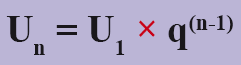 Uₙ = U₁ × q⁽ⁿ⁻¹⁾